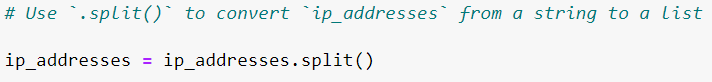 # Use `.split()` to convert `ip_addresses` from a string to a list
ip_addresses = ip_addresses.split()